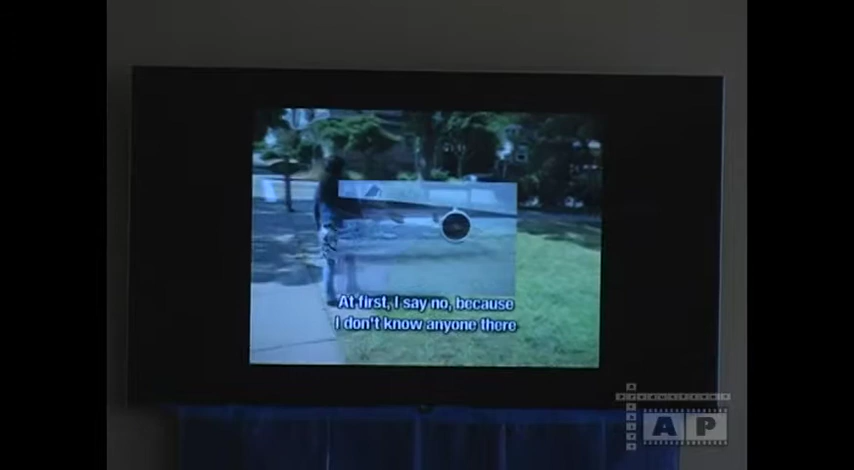 At first, I say no, because
I don't know anyone there
AP